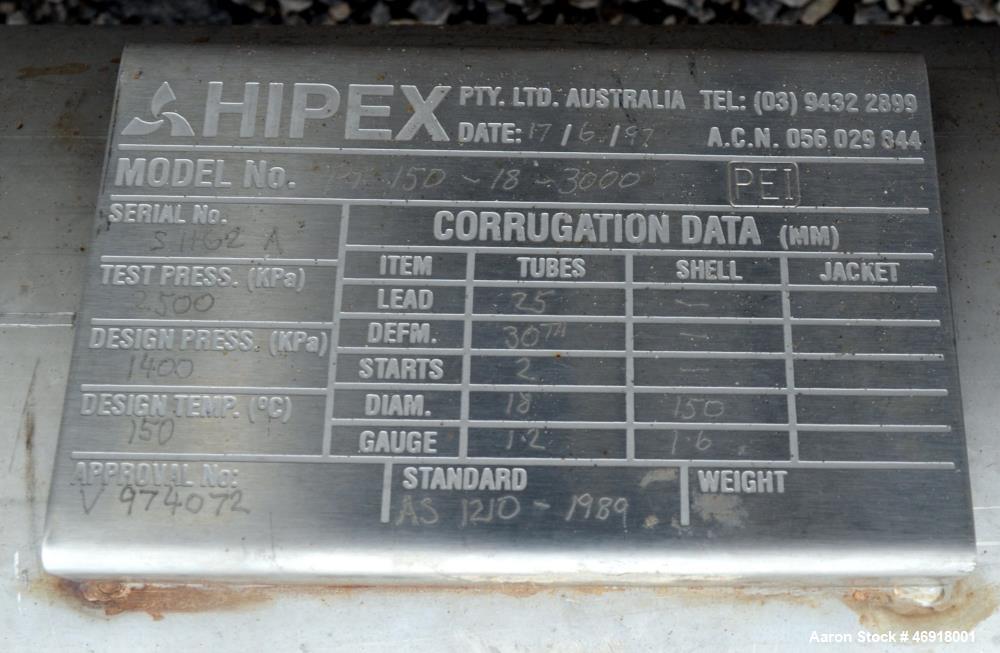 HIPEX PTY. LTD. AUSTRALIA TEL: (03) 9432 2899
DATE: 17/6/97 A.C.N. 056 029 844
MODEL No. 150-18-3000 PEI
SERIAL No. CORRUGATION DATA (MM)
S1162 A
TEST PRESS. (KPa) ITEM TUBES SHELL JACKET
2500 LEAD 25 -
DESIGN PRESS. (KPa) DEFM. 30TH -
1400 STARTS 2 -
DESIGN TEMP. (ºC) DIAM. 18 150
150 GAUGE 1.2 1.6
APPROVAL No: STANDARD WEIGHT
V 974072 AS 1210-1989
Aaron Stock # 46918001